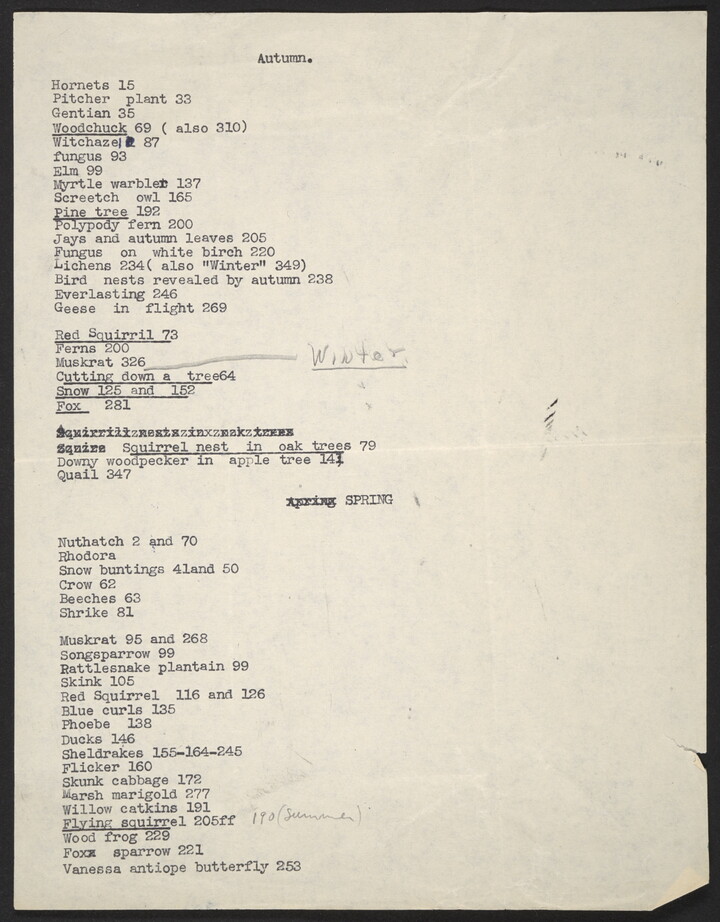 Autumn.
Hornets 15
Pitcher plant 33
Gentian 35
Woodchuck 69 ( also 310)
Witchazel 87
fungus 93
Elm 99
Myrtle warbler 137
Screetch owl 165
Pine tree 192
Polypody fern 200
Jays and autumn leaves 205
Fungus on white birch 220
Lichens 234( also "Winter" 349)
Bird nests revealed by autumn 238
Everlasting 246
Geese in flight 269
Red Squirril 73
Ferns 200
Muskrat 326 Winter.
Cutting down a tree64
Snow 125 and 152
Fox 281
Squirrel nest in oak trees 79
Downy woodpecker in apple tree 141
Quail 347
SPRING
Nuthatch 2 and 70
Rhodora
Snow buntings 41and 50
Crow 62
Beeches 63
Shrike 81
Muskrat 95 and 268
Songsparrow 99
Rattlesnake plantain 99
Skink 105
Red Squirrel 116 and 126
Blue curls 135
Phoebe 138
Ducks 146
Sheldrakes 155-164-245
Flicker 160
Skunk cabbage 172
Marsh marigold 277
Willow catkins 191
Flying squirrel 205ff 190 (Summer)
Wood frog 229
Fox sparrow 221
Vanessa antiope butterfly 253